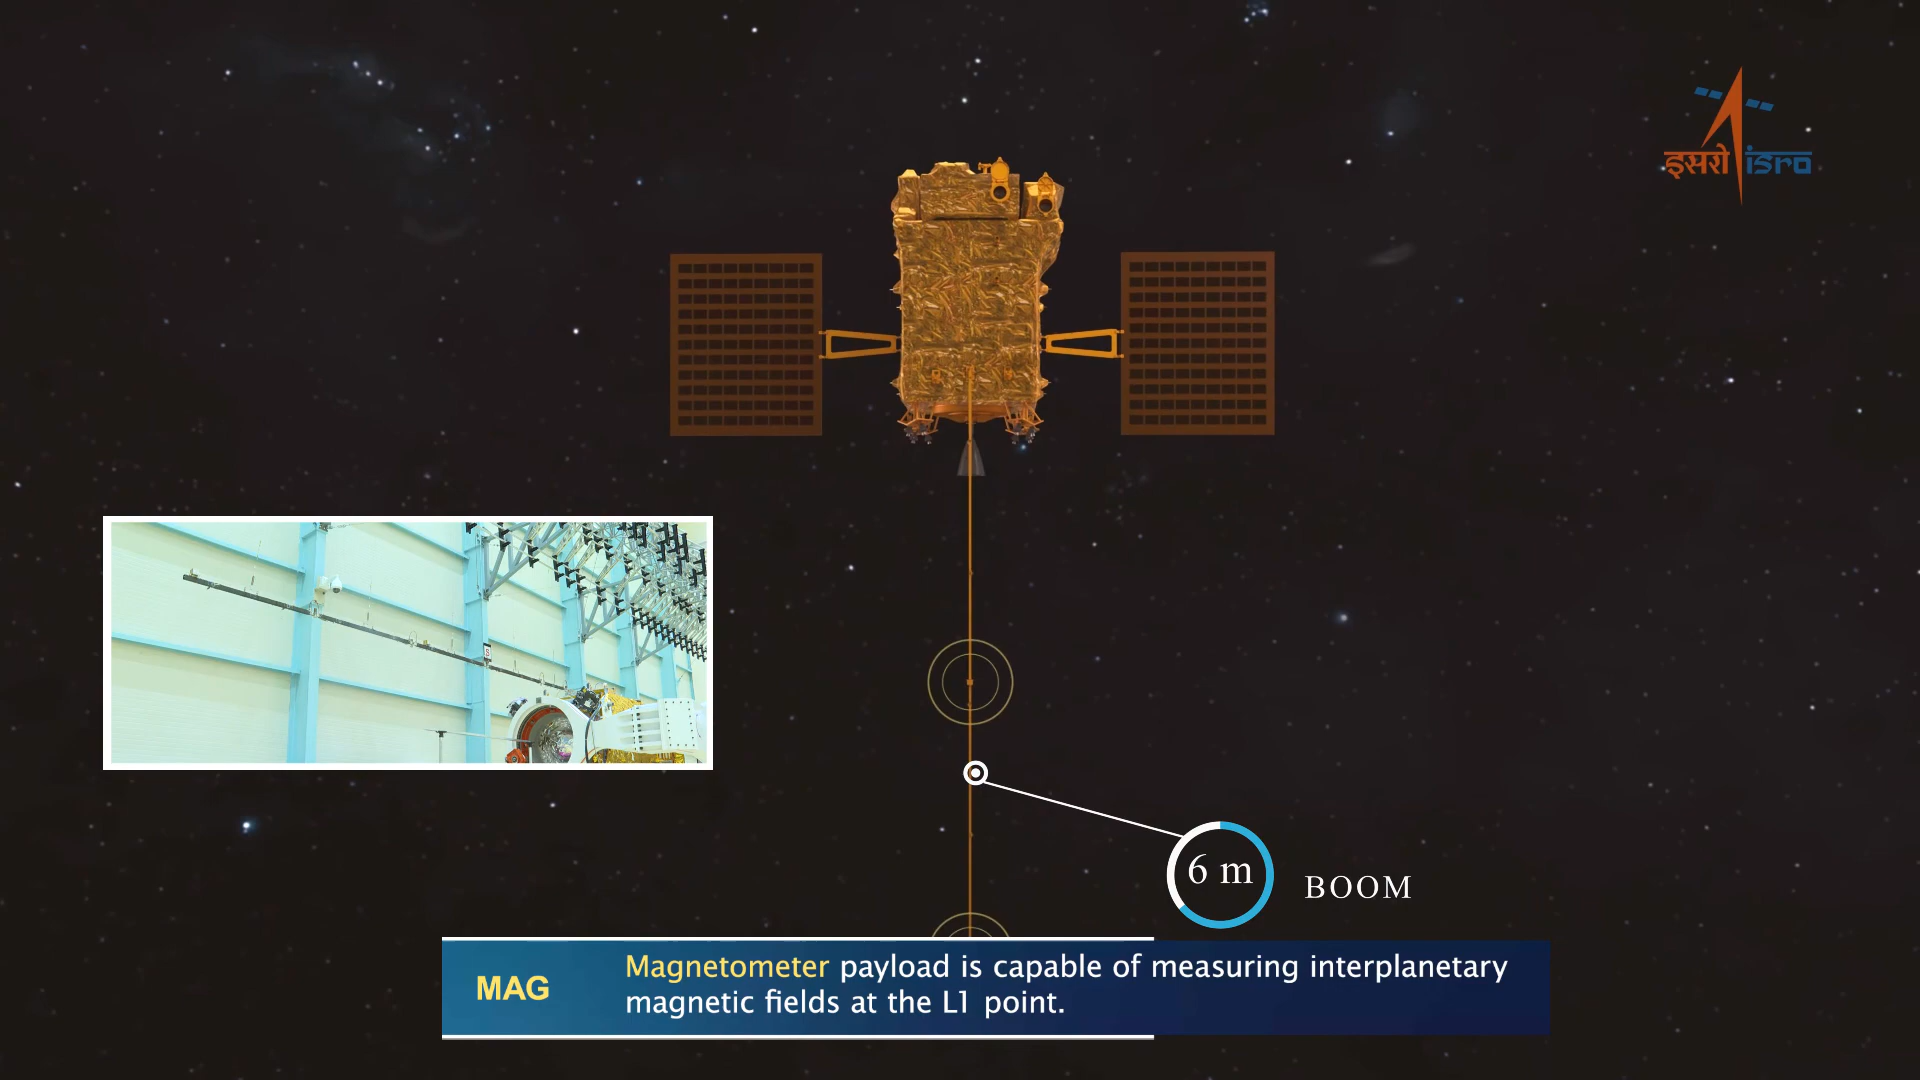 इसरो isro
6 m
BOOM
MAG
Magnetometer payload is capable of measuring interplanetary
magnetic fields at the L1 point.